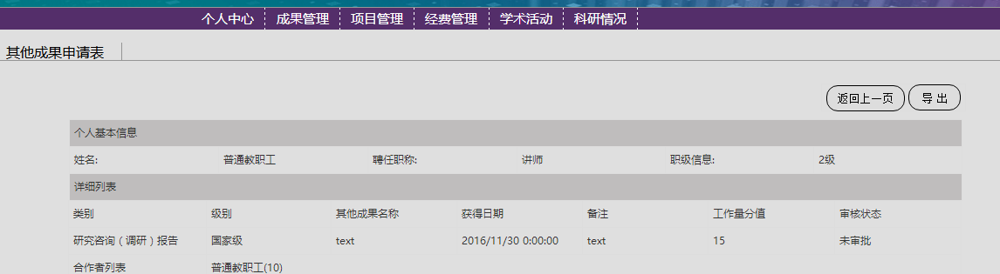 个人中心 成果管理 项目管理 经费管理 学术活动 科研情况
其他成果申请表
返回上一页 导 出
个人基本信息
姓名: 普通教职工 聘任职称: 讲师 职级信息: 2级
详细列表
类别 级别 其他成果名称 获得日期 备注 工作量分值 审核状态
研究咨询（调研）报告 国家级 text 2016/11/30 0:00:00 text 15 未审批
合作者列表 普通教职工(10)